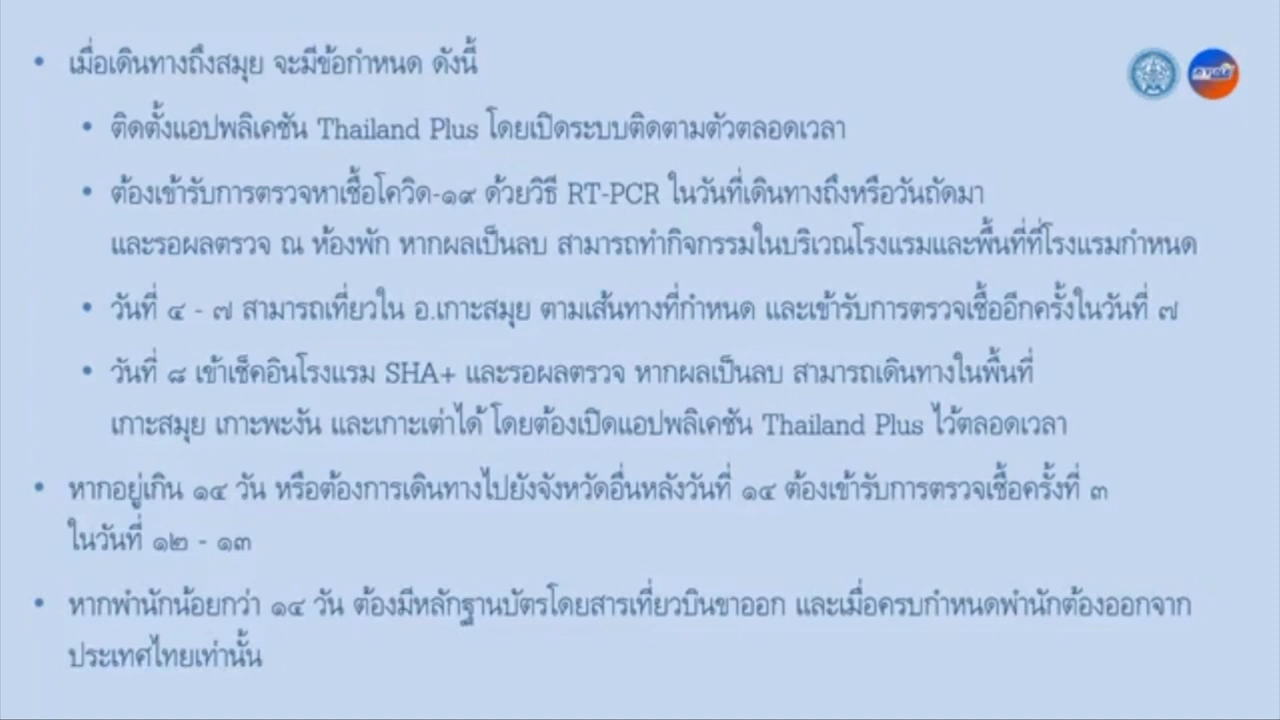 • เมื่อเดินทางถึงสมุย จะมีข้อกำหนด ดังนี้
• ติดตั้งแอปพลิเคชัน Thailand Plus โดยเปิดระบบติดตามตัวตลอดเวลา
• ต้องเข้ารับการตรวจหาเชื้อโควิด-๑๙ ด้วยวิธี RT-PCR ในวันที่เดินทางถึงหรือวันถัดมา
และรอผลตรวจ ณ ห้องพัก หากผลเป็นลบ สามารถทำกิจกรรมในบริเวณโรงแรมและพื้นที่ที่โรงแรมกำหนด
• วันที่ ๔ - ๗ สามารถเที่ยวใน อ.เกาะสมุย ตามเส้นทางที่กำหนด และเข้ารับการตรวจเชื้ออีกครั้งในวันที่ ๗
• วันที่ ๘ เข้าเช็คอินโรงแรม SHA+ และรอผลตรวจ หากผลเป็นลบ สามารถเดินทางในพื้นที่
เกาะสมุย เกาะพะงัน และเกาะเต่าได้ โดยต้องเปิดแอปพลิเคชัน Thailand Plus ไว้ตลอดเวลา
• หากอยู่เกิน ๑๔ วัน หรือต้องการเดินทางไปยังจังหวัดอื่นหลังวันที่ ๑๔ ต้องเข้ารับการตรวจเชื้อครั้งที่ ๓
ในวันที่ ๑๒ - ๑๓
• หากพำนักน้อยกว่า ๑๔ วัน ต้องมีหลักฐานบัตรโดยสารเที่ยวบินขาออก และเมื่อครบกำหนดพำนักต้องออกจาก
ประเทศไทยเท่านั้น